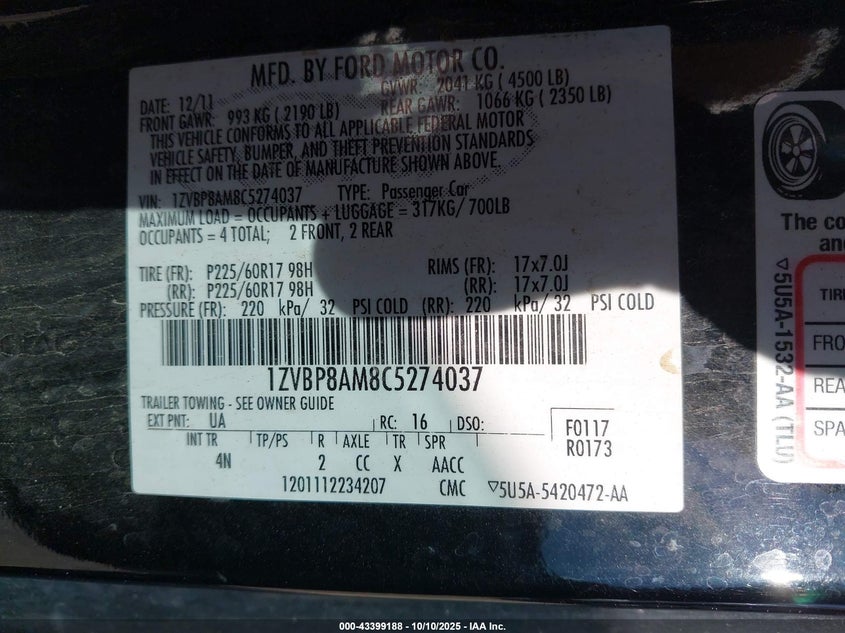 MFD. BY FORD MOTOR CO.
DATE: 12/11 GVWR: 2041 KG ( 4500 LB)
FRONT GAWR: 993 KG ( 2190 LB) REAR GAWR: 1066 KG ( 2350 LB)
THIS VEHICLE CONFORMS TO ALL APPLICABLE FEDERAL MOTOR
VEHICLE SAFETY, BUMPER, AND THEFT PREVENTION STANDARDS
IN EFFECT ON THE DATE OF MANUFACTURE SHOWN ABOVE.
VIN: 1ZVBP8AM8C5274037 TYPE: Passenger Car
MAXIMUM LOAD = OCCUPANTS + LUGGAGE = 317KG/ 700LB
OCCUPANTS = 4 TOTAL; 2 FRONT, 2 REAR
TIRE (FR): P225/60R17 98H RIMS (FR): 17x7.0J
(RR): P225/60R17 98H (RR): 17x7.0J
PRESSURE (FR): 220 kPa/ 32 PSI COLD (RR): 220 kPa/ 32 PSI COLD
1ZVBP8AM8C5274037
TRAILER TOWING - SEE OWNER GUIDE
EXT PNT: UA RC: 16 DSO:
F0117
R0173
INT TR TP/PS R AXLE TR SPR
4N 2 CC X AACC
1201112234207 CMC ▽5U5A-5420472-AA
The co
an
▽5U5A-1532-AA (TLU)
TIR
FRO
REA
SPA
000-43399188 - 10/10/2025 - IAA Inc.